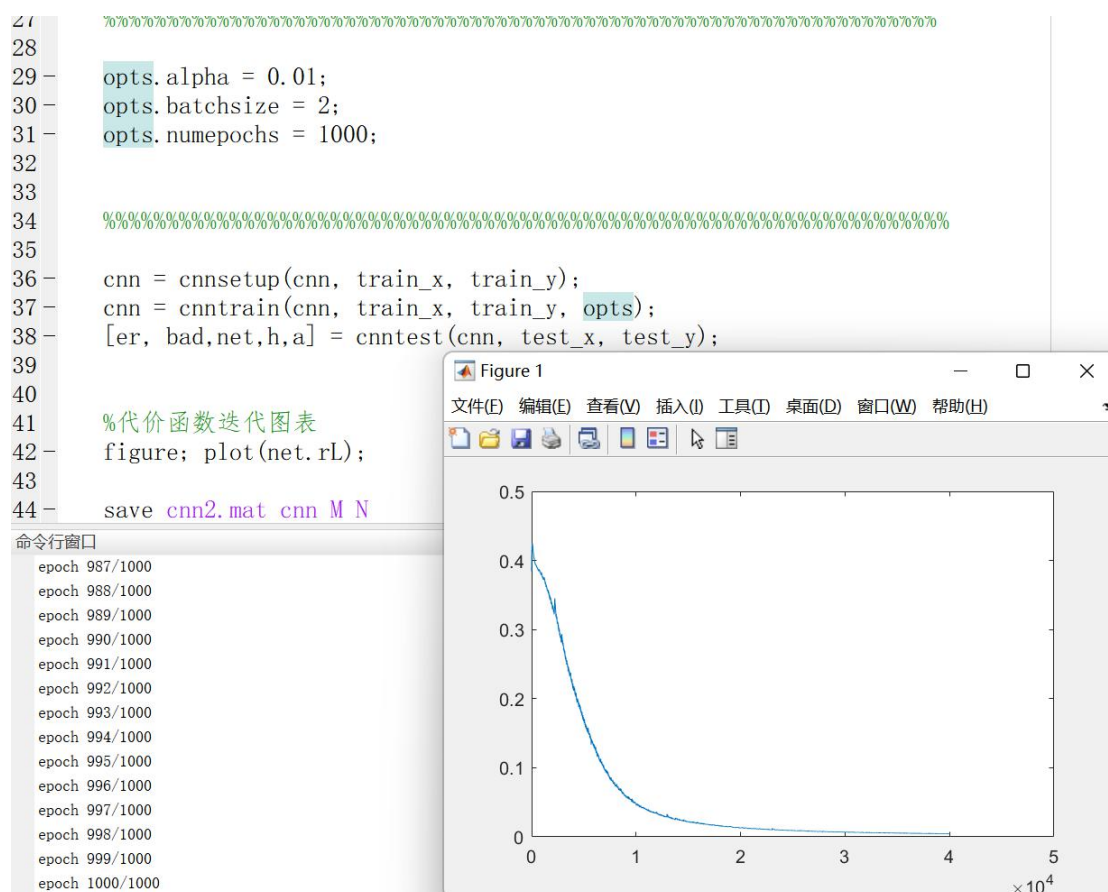 27 %%%%%%%%%%%%%%%%%%%%%%%%%%%%%%%%%%%%%%%%%%%%%%%%%%%%%%%%%%%%%%%%%%%
28
29 opts.alpha = 0.01;
30 opts.batchsize = 2;
31 opts.numepochs = 1000;
32
33
34 %%%%%%%%%%%%%%%%%%%%%%%%%%%%%%%%%%%%%%%%%%%%%%%%%%%%%%%%%%%%%%%%%%%%
35
36 cnn = cnnsetup(cnn, train_x, train_y);
37 cnn = cnntrain(cnn, train_x, train_y, opts);
38 [er, bad,net,h,a] = cnntest(cnn, test_x, test_y);
39
40
41 %代价函数迭代图表
42 figure; plot(net.rL);
43
44 save cnn2.mat cnn M N
命令行窗口
epoch 987/1000
epoch 988/1000
epoch 989/1000
epoch 990/1000
epoch 991/1000
epoch 992/1000
epoch 993/1000
epoch 994/1000
epoch 995/1000
epoch 996/1000
epoch 997/1000
epoch 998/1000
epoch 999/1000
epoch 1000/1000
Figure 1
文件(F) 编辑(E) 查看(V) 插入(I) 工具(T) 桌面(D) 窗口(W) 帮助(H)
0.5
0.4
0.3
0.2
0.1
0
0 1 2 3 4 5
×10⁴